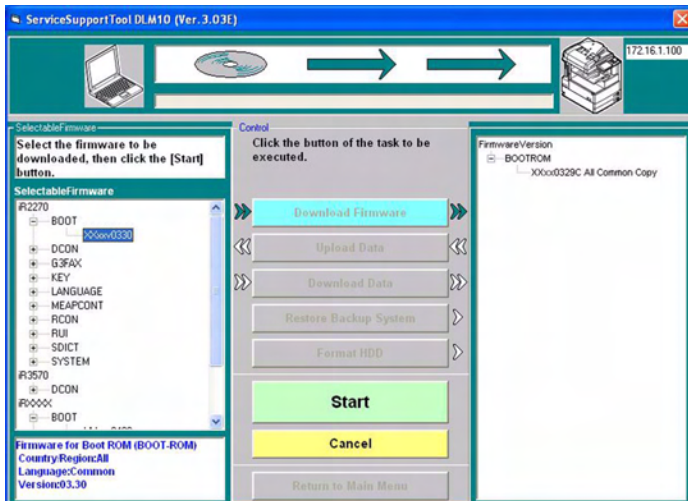 ServiceSupportTool DLM10 (Ver.3.03E)
172.16.1.100
SelectableFirmware
Select the firmware to be
downloaded, then click the [Start]
button.
SelectableFirmware
iR2270
BOOT
XXxxv0330
DCON
G3FAX
KEY
LANGUAGE
MEAPCONT
RCON
RUI
SDICT
SYSTEM
iR3570
DCON
iRXXXX
BOOT
Firmware for Boot ROM (BOOT-ROM)
Country/Region:All
Language:Common
Version:03.30
Control
Click the button of the task to be
executed.
Download Firmware
Upload Data
Download Data
Restore Backup System
Format HDD
Start
Cancel
Return to Main Menu
FirmwareVersion
BOOTROM
XXxx0329C All Common Copy